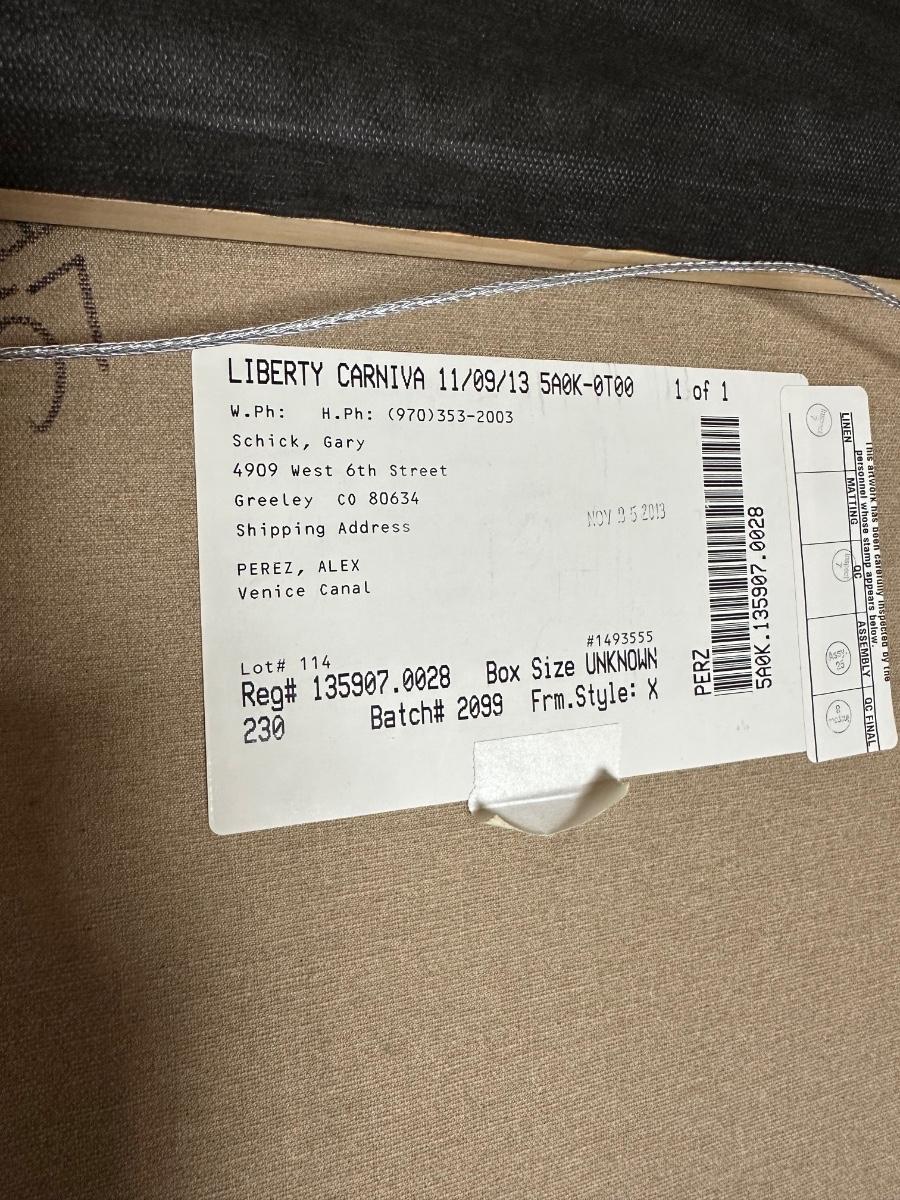 LIBERTY CARNIVA 11/09/13 5A0K-0T00 1 of 1
W.Ph: H.Ph: (970)353-2003
Schick, Gary
4909 West 6th Street
Greeley CO 80634
Shipping Address
NOV 25 2013
PEREZ, ALEX
Venice Canal
#1493555
Lot# 114
Reg# 135907.0028 Box Size UNKNOWN
230 Batch# 2099 Frm.Style: X
PERZ
5A0K.135907.0028
This artwork has been carefully inspected by the
personnel whose stamp appears below.
LINEN MATTING QC ASSEMBLY QC FINAL